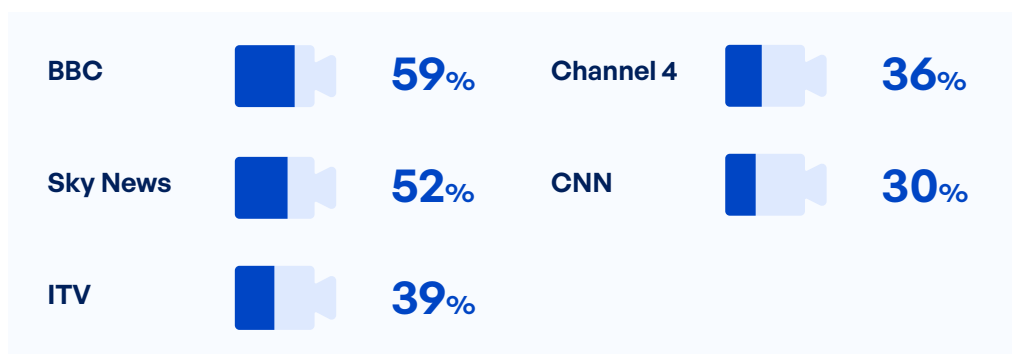 BBC 59%
Sky News 52%
ITV 39%
Channel 4 36%
CNN 30%